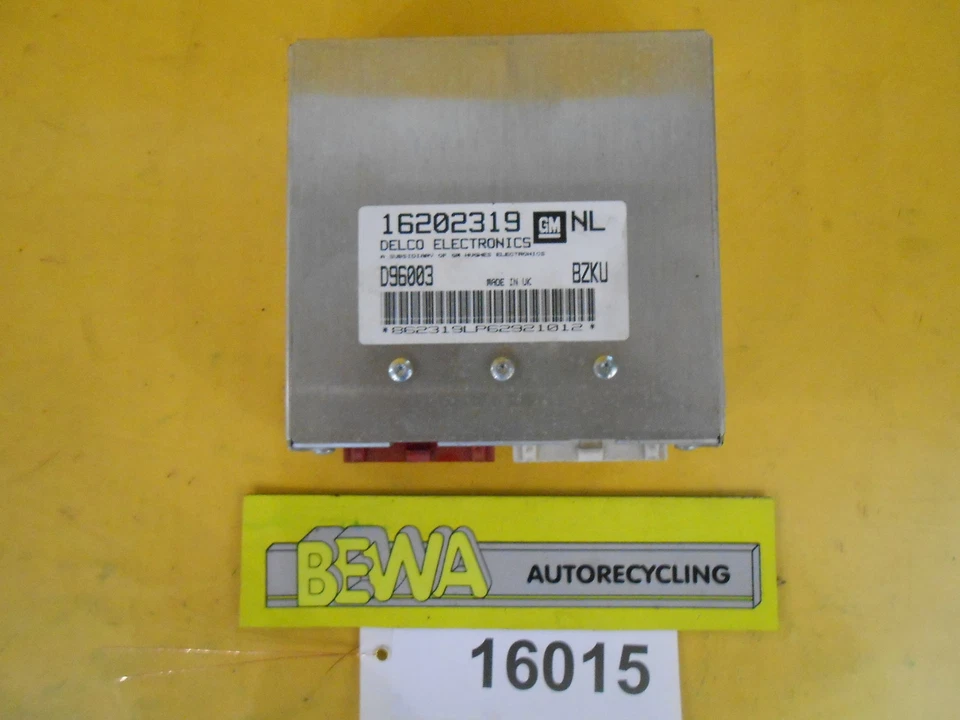 16202319 GM NL
DELCO ELECTRONICS
A SUBSIDIARY OF GM HUGHES ELECTRONICS
D96003 MADE IN UK BZKU
*862319LP62921012*
BEWA AUTORECYCLING
16015